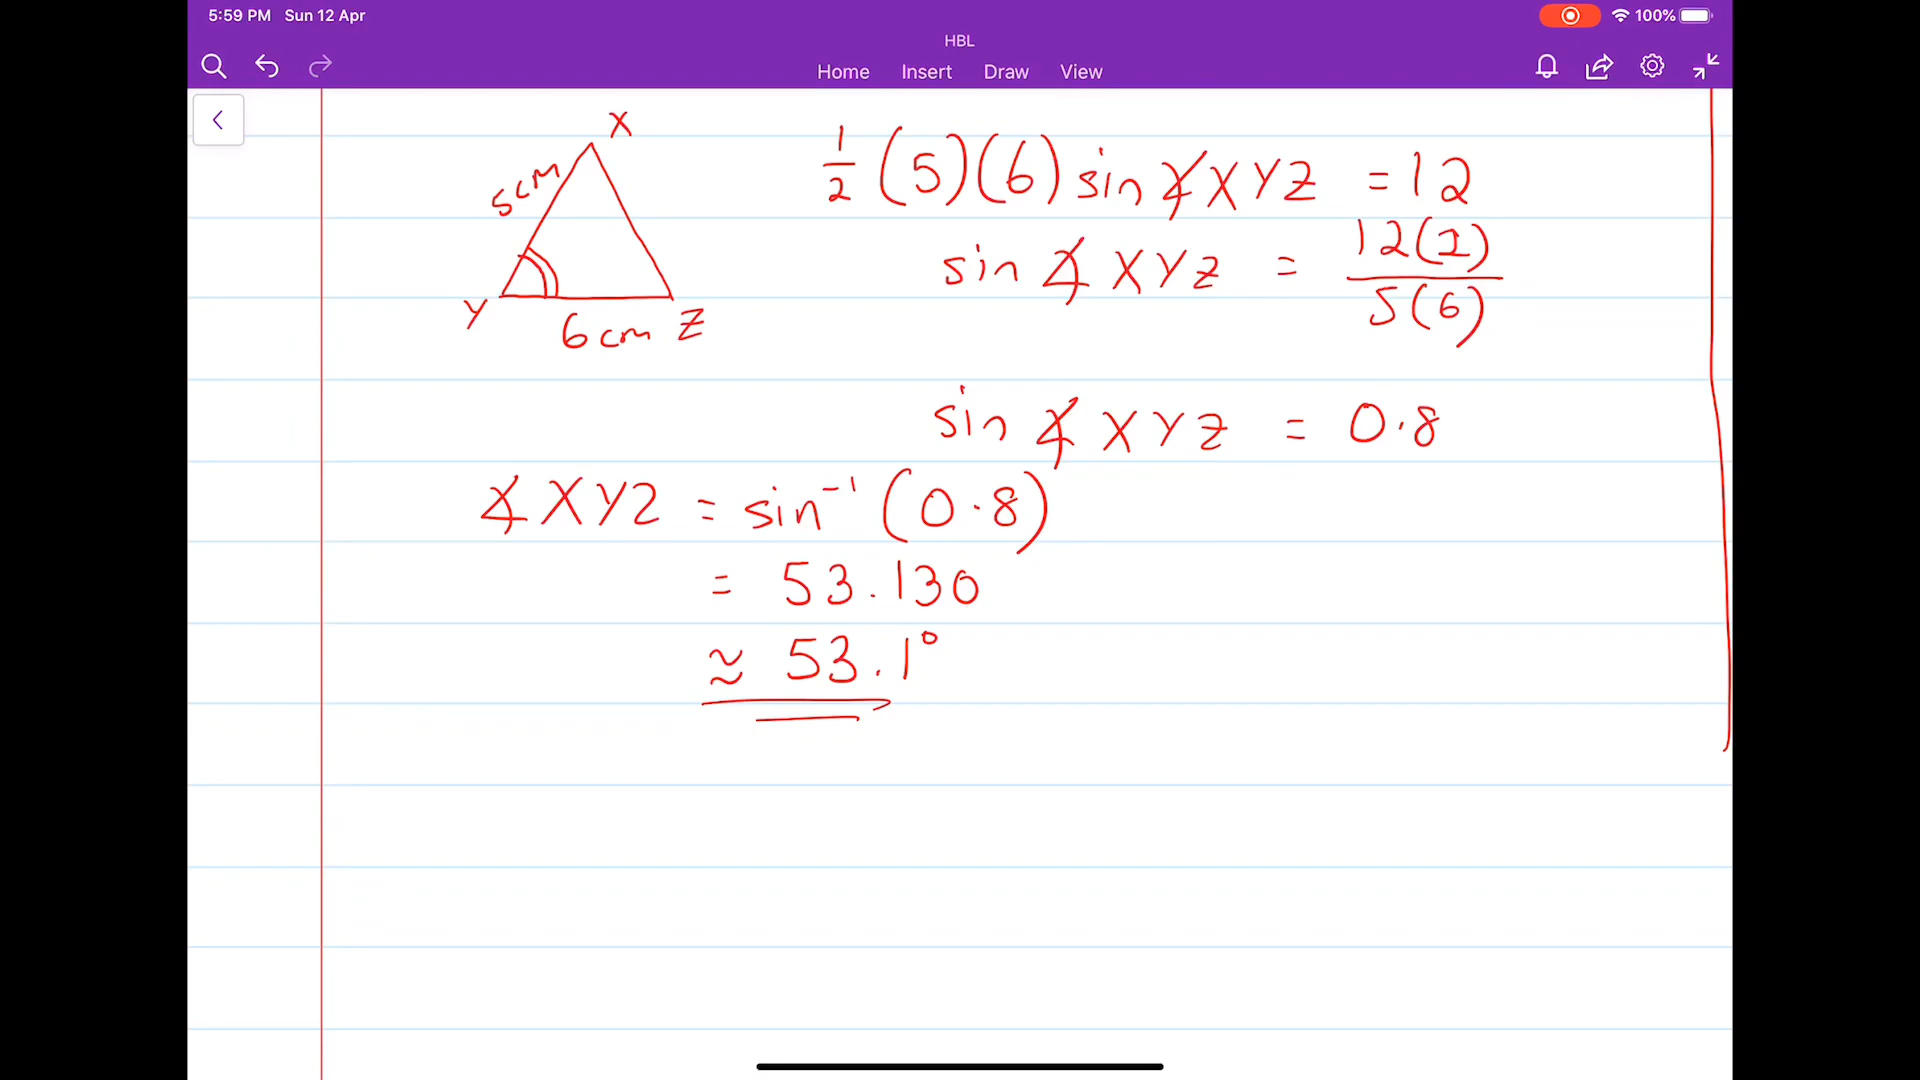 5:59 PM Sun 12 Apr
100%
HBL
Home Insert Draw View
X
5cm
Y
6cm Z
1/2 (5)(6) sin ∡XYZ = 12
sin ∡ XYZ = 12(2)/5(6)
sin ∡ XYZ = 0.8
∡ XYZ = sin⁻¹ (0.8)
= 53.130
≈ 53.1°